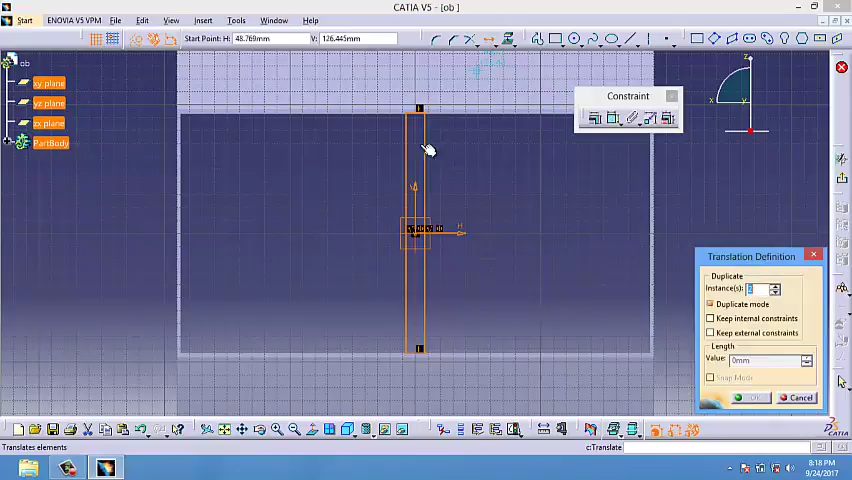 CATIA V5 - [ob ]
Start
ENOVIA V5 VPM
File
Edit
View
Insert
Tools
Window
Help
Start Point:
H:
48.769mm
V:
126.445mm
ob
xy plane
yz plane
zx plane
PartBody
Constraint
z
x
y
V
H
Translation Definition
Duplicate
Instance(s):
2
Duplicate mode
Keep internal constraints
Keep external constraints
Length
Value:
0mm
Snap Mode
OK
Cancel
CATIA
Translates elements
c:Translate
8:18 PM
9/24/2017